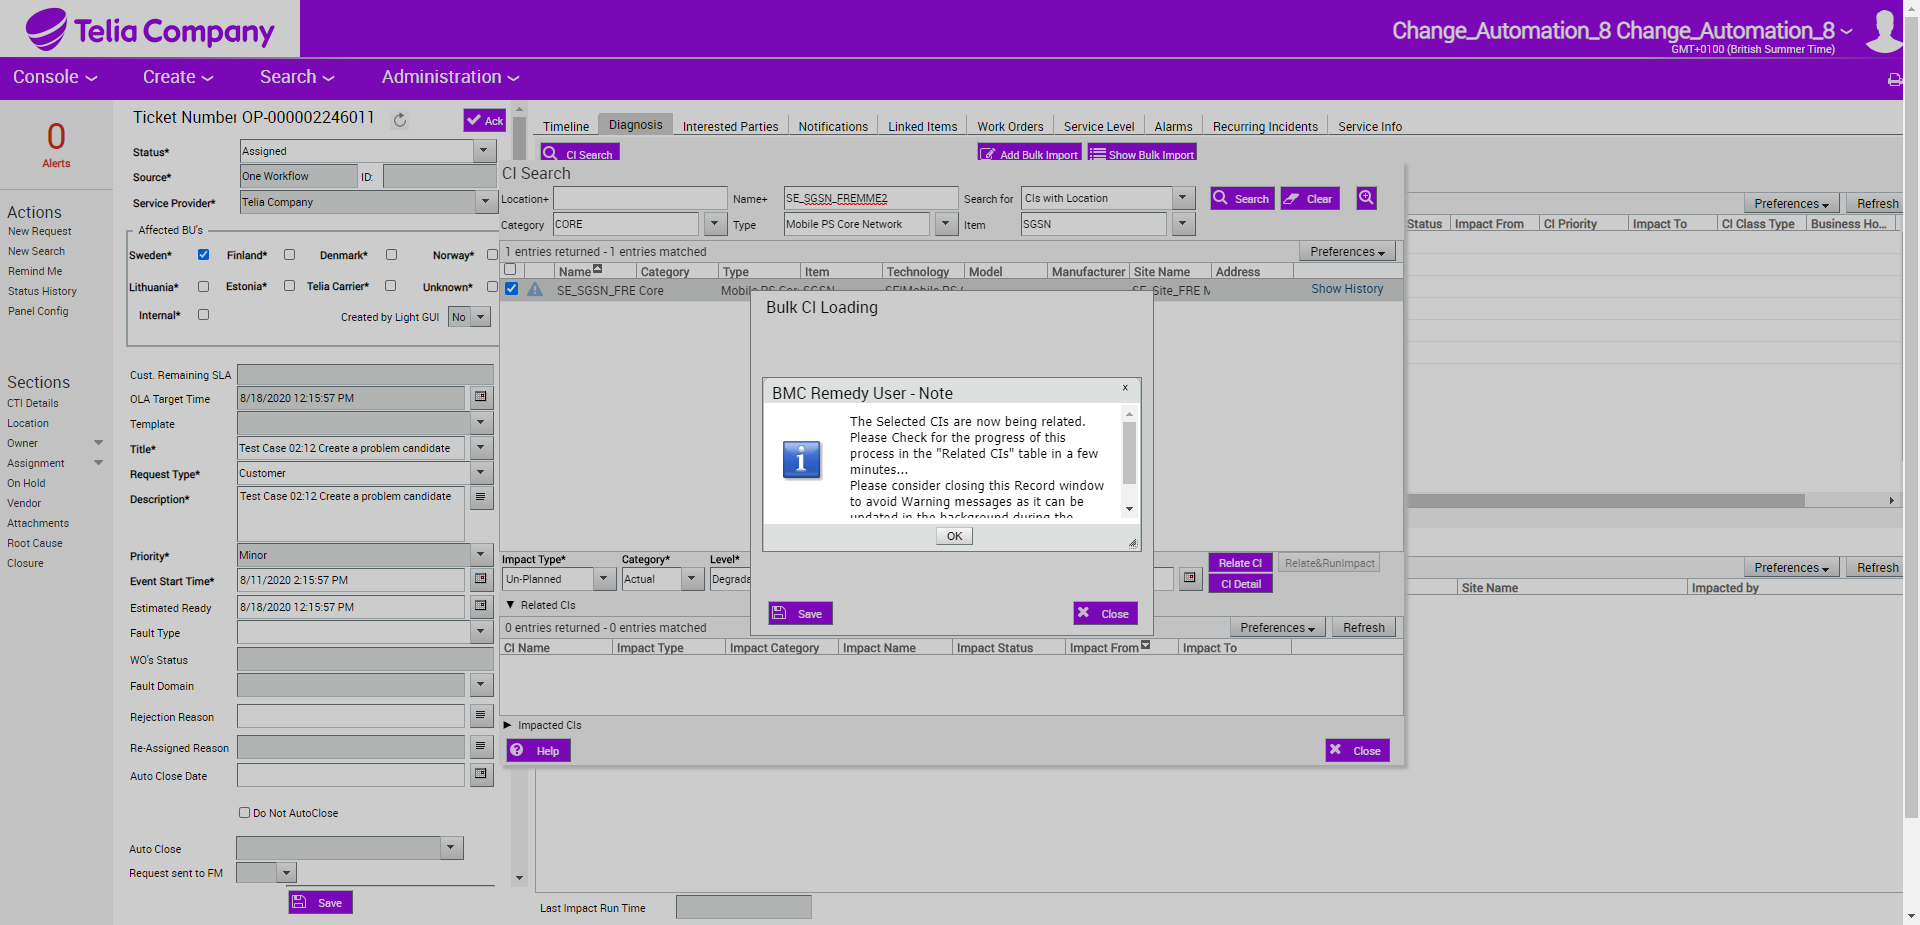 Telia Company
Change_Automation_8 Change_Automation_8
GMT+0100 (British Summer Time)
Console
Create
Search
Administration
0
Alerts
Actions
New Request
New Search
Remind Me
Status History
Panel Config
Sections
CTI Details
Location
Owner
Assignment
On Hold
Vendor
Attachments
Root Cause
Closure
Ticket Number OP-000002246011
Ack
Status*
Assigned
Source*
One Workflow
ID:
Service Provider*
Telia Company
Affected BU's
Sweden*
Finland*
Denmark*
Norway*
Lithuania*
Estonia*
Telia Carrier*
Unknown*
Internal*
Created by Light GUI
No
Cust. Remaining SLA
OLA Target Time
8/18/2020 12:15:57 PM
Template
Title*
Test Case 02:12 Create a problem candidate
Request Type*
Customer
Description*
Test Case 02:12 Create a problem candidate
Priority*
Minor
Event Start Time*
8/11/2020 2:15:57 PM
Estimated Ready
8/18/2020 12:15:57 PM
Fault Type
WO's Status
Fault Domain
Rejection Reason
Re-Assigned Reason
Auto Close Date
Do Not AutoClose
Auto Close
Request sent to FM
Save
Timeline
Diagnosis
Interested Parties
Notifications
Linked Items
Work Orders
Service Level
Alarms
Recurring Incidents
Service Info
CI Search
Add Bulk Import
Show Bulk Import
CI Search
Location+
Name+
SE_SGSN_FREMME2
Search for
CIs with Location
Search
Clear
Category
CORE
Type
Mobile PS Core Network
Item
SGSN
1 entries returned - 1 entries matched
Preferences
Name
Category
Type
Item
Technology
Model
Manufacturer
Site Name
Address
SE_SGSN_FRE
Core
Show History
Bulk CI Loading
BMC Remedy User - Note
x
The Selected CIs are now being related.
Please Check for the progress of this
process in the "Related CIs" table in a few
minutes...
Please consider closing this Record window
to avoid Warning messages as it can be
updated in the background during the
OK
Save
Close
Impact Type*
Category*
Level*
Un-Planned
Actual
Degrada
Relate CI
Relate&RunImpact
CI Detail
Related CIs
0 entries returned - 0 entries matched
Preferences
Refresh
CI Name
Impact Type
Impact Category
Impact Name
Impact Status
Impact From
Impact To
Impacted CIs
Help
Close
Preferences
Refresh
Status
Impact From
CI Priority
Impact To
CI Class Type
Business Ho...
Preferences
Refresh
Site Name
Impacted by
Last Impact Run Time